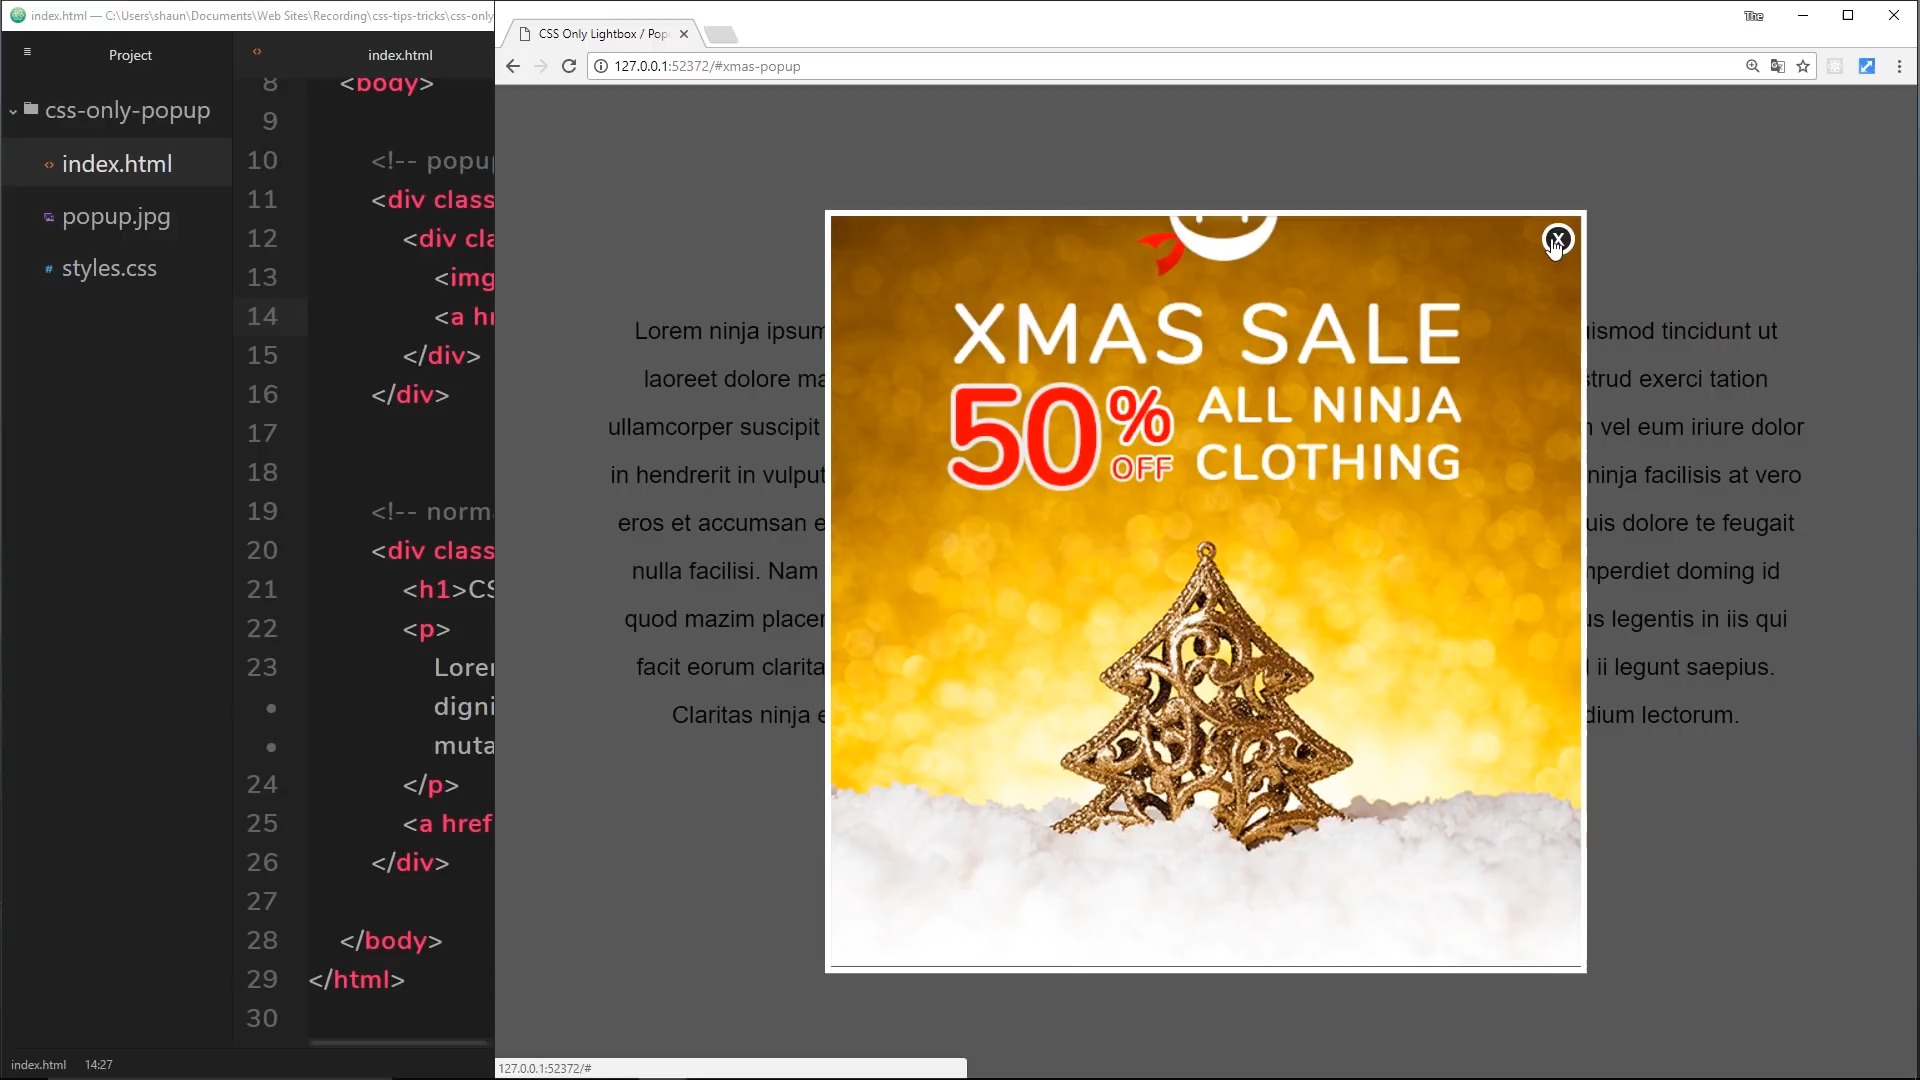 index.html — C:\Users\shaun\Documents\Web Sites\Recording\css-tips-tricks\css-only
Project
css-only-popup
index.html
popup.jpg
styles.css
index.html
8 <body>
9
10 <!-- popup
11 <div class
12 <div cla
13 <img
14 <a hr
15 </div>
16 </div>
17
18
19 <!-- norma
20 <div class
21 <h1>CS
22 <p>
23 Lorem
digni
muta
24 </p>
25 <a href
26 </div>
27
28 </body>
29 </html>
30
index.html 14:27
CSS Only Lightbox / Pop
The
127.0.0.1:52372/#xmas-popup
X
XMAS SALE
50% OFF ALL NINJA
CLOTHING
Lorem ninja ipsum uismod tincidunt ut
laoreet dolore ma strud exerci tation
ullamcorper suscipit n vel eum iriure dolor
in hendrerit in vulput ninja facilisis at vero
eros et accumsan e uis dolore te feugait
nulla facilisi. Nam mperdiet doming id
quod mazim placer us legentis in iis qui
facit eorum clarita d ii legunt saepius.
Claritas ninja e dium lectorum.
127.0.0.1:52372/#